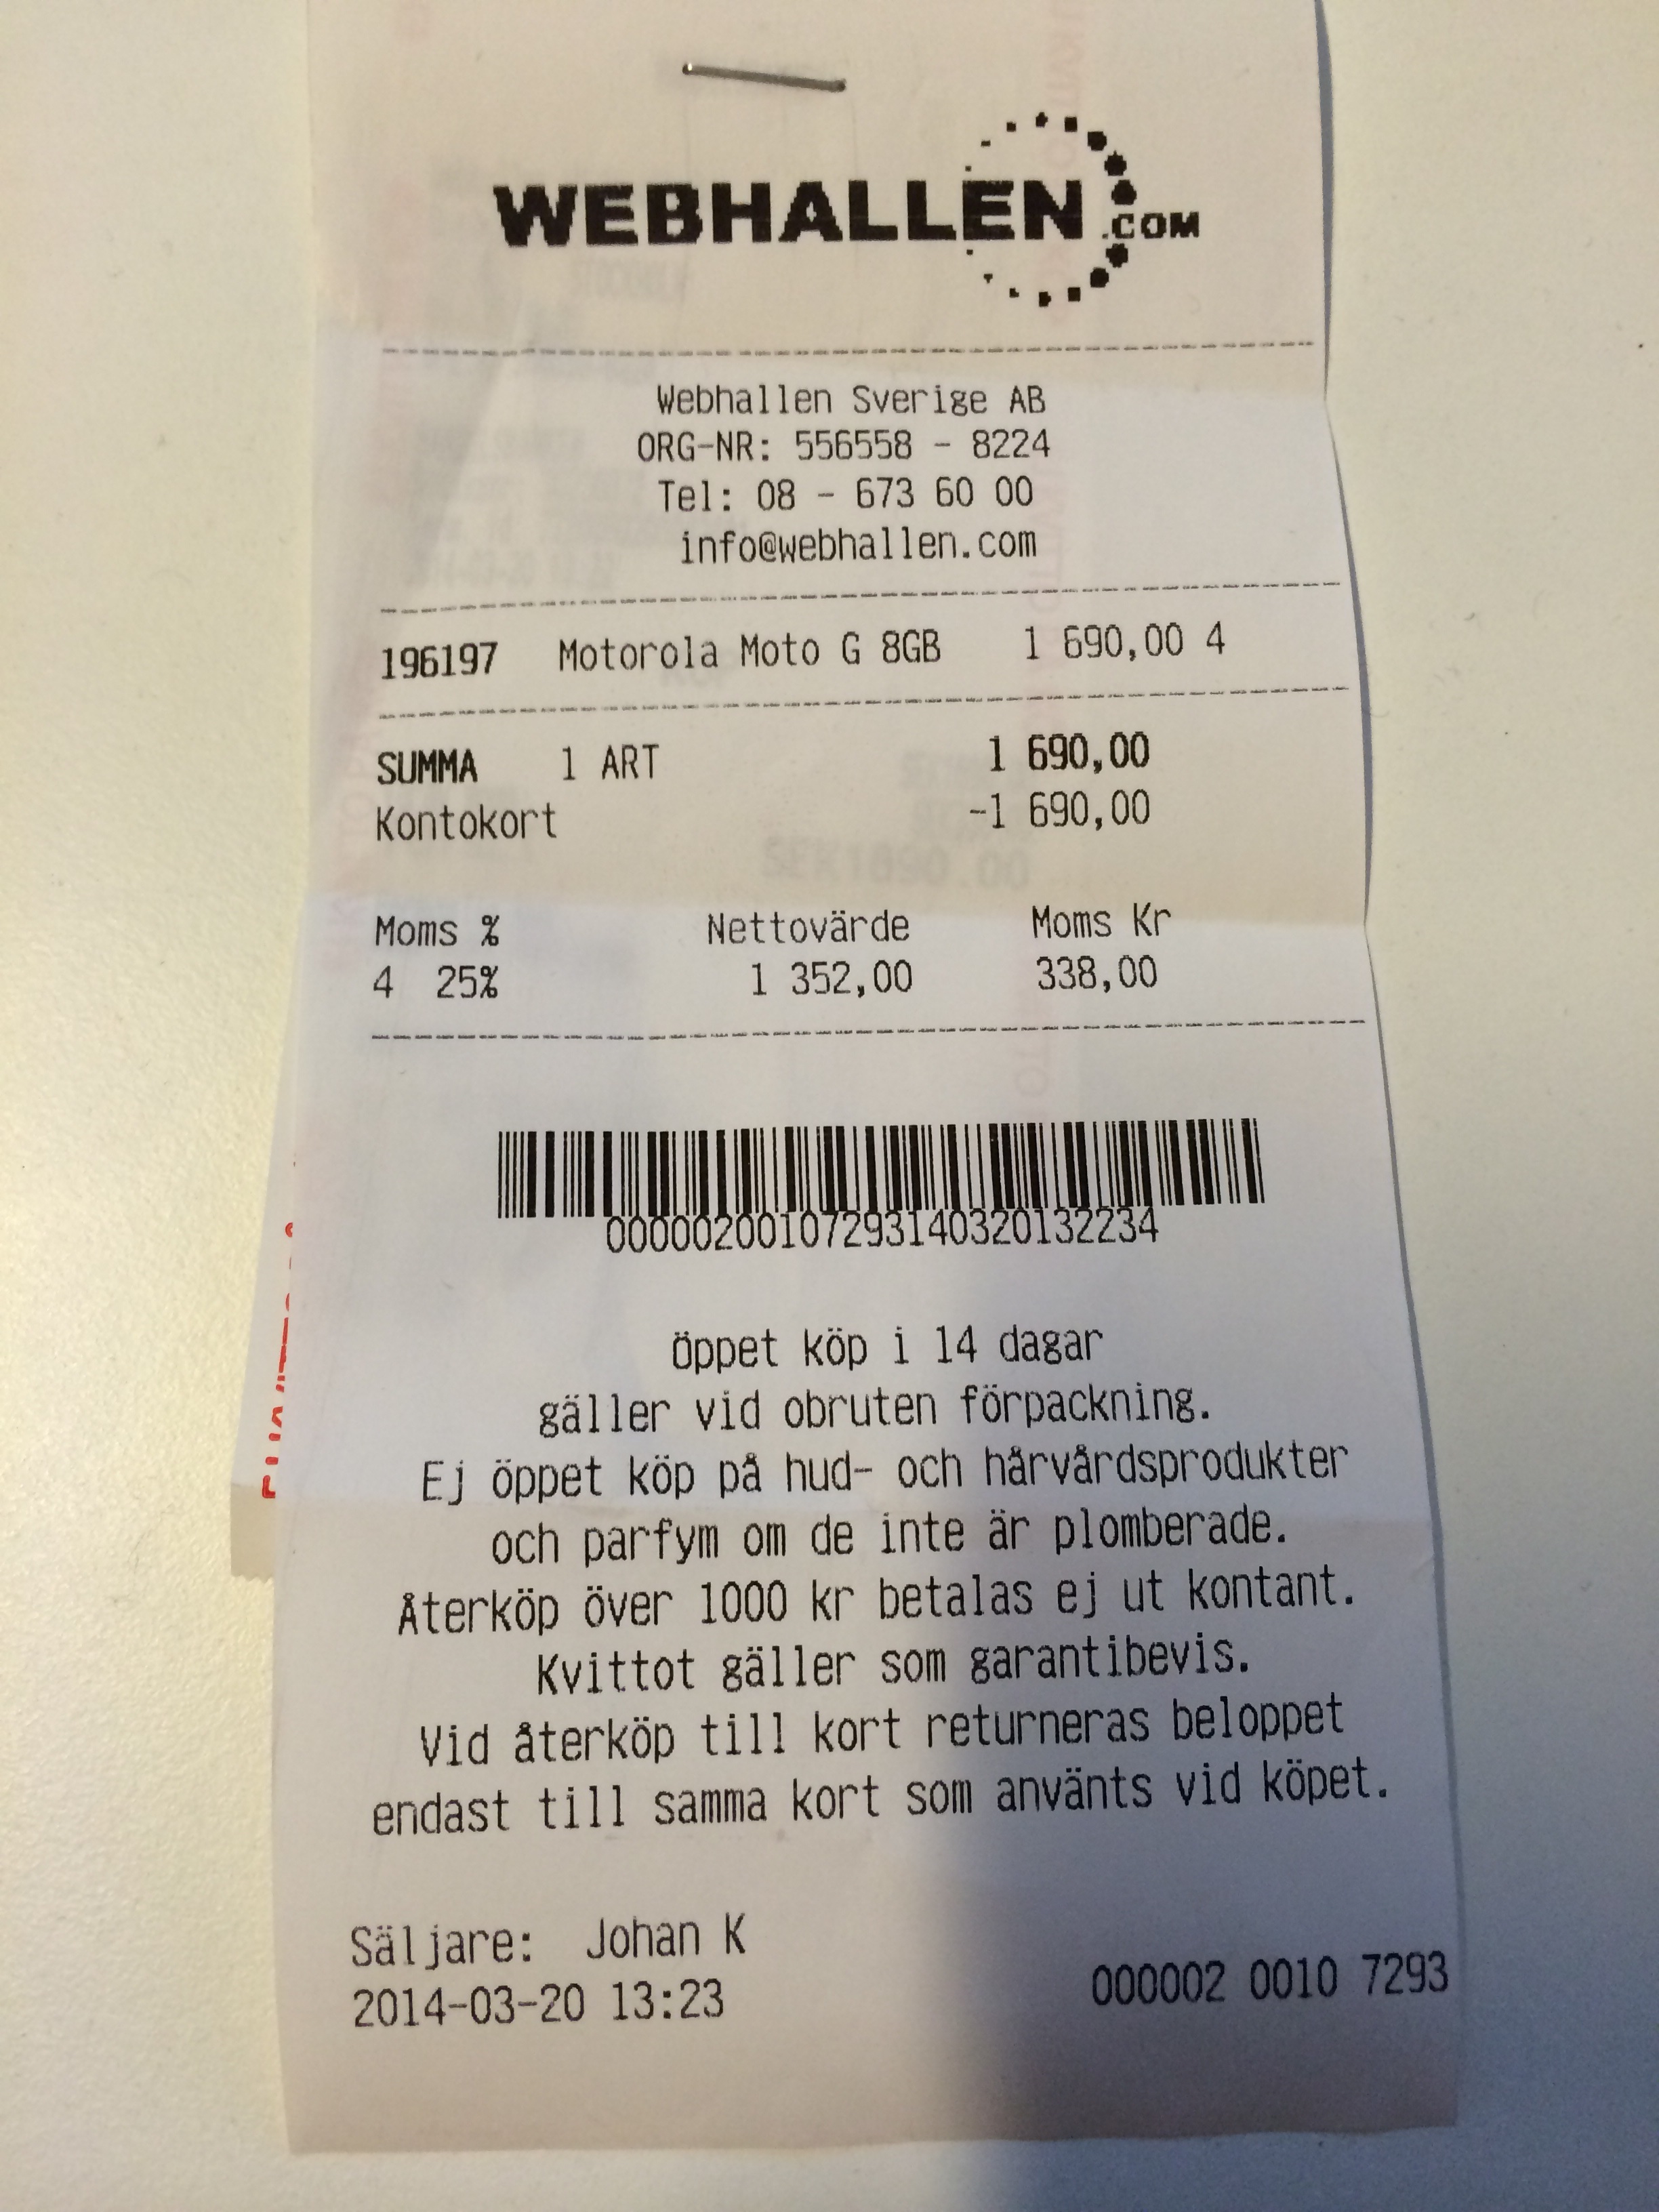 WEBHALLEN.COM
Webhallen Sverige AB
ORG-NR: 556558 - 8224
Tel: 08 - 673 60 00
info@webhallen.com
196197 Motorola Moto G 8GB 1 690,00 4
SUMMA 1 ART 1 690,00
Kontokort -1 690,00
Moms % Nettovärde Moms Kr
4 25% 1 352,00 338,00
000002001072931403201322​34
Öppet köp i 14 dagar
gäller vid obruten förpackning.
Ej öppet köp på hud- och hårvårdsprodukter
och parfym om de inte är plomberade.
Återköp över 1000 kr betalas ej ut kontant.
Kvittot gäller som garantibevis.
Vid återköp till kort returneras beloppet
endast till samma kort som använts vid köpet.
Säljare: Johan K
2014-03-20 13:23 000002 0010 7293